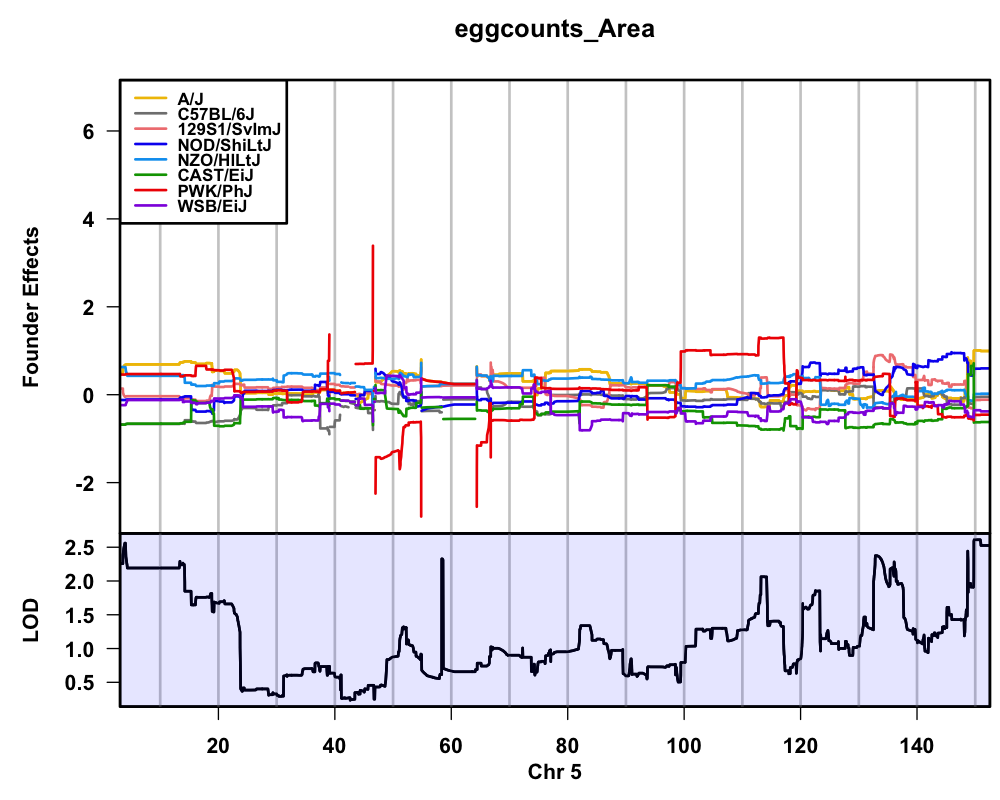 eggcounts_Area
A/J
C57BL/6J
129S1/SvImJ
NOD/ShiLtJ
NZO/HlLtJ
CAST/EiJ
PWK/PhJ
WSB/EiJ
Founder Effects
6
4
2
0
-2
LOD
2.5
2.0
1.5
1.0
0.5
20 40 60 80 100 120 140
Chr 5